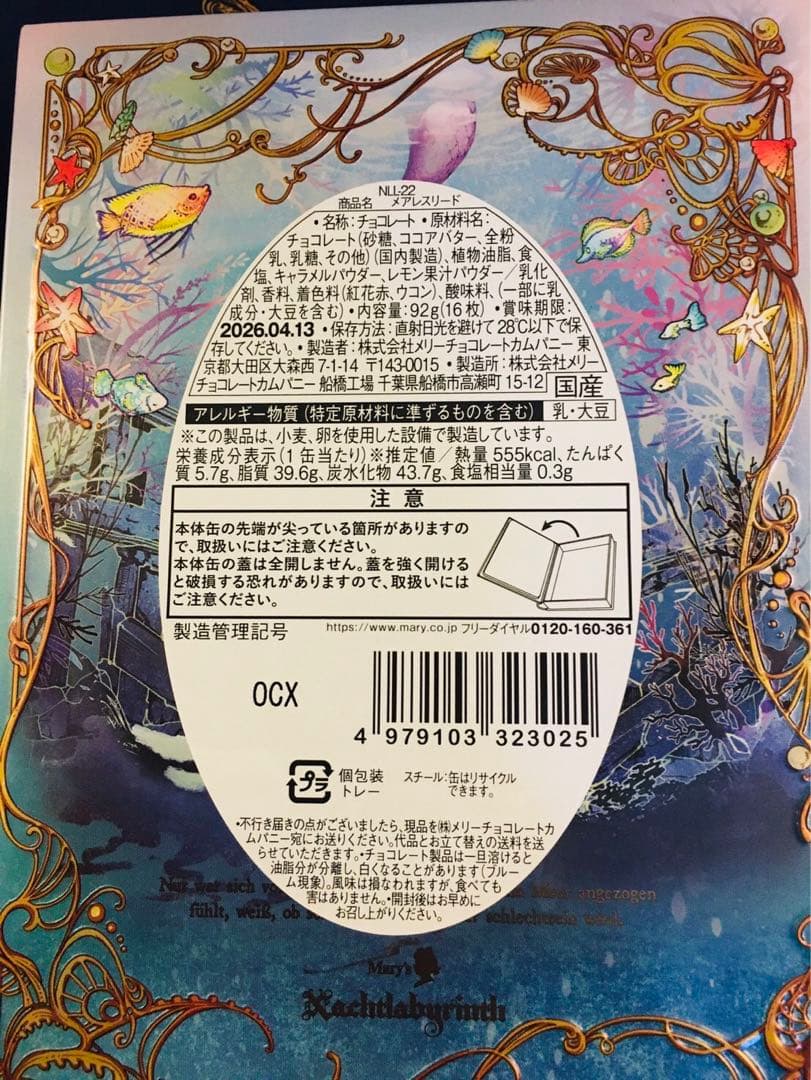 NLL-22
商品名 メアレスリード
•名称:チョコレート•原材料名:
チョコレート(砂糖、ココアバター、全粉
乳、乳糖、その他)(国内製造)、植物油脂、食
塩、キャラメルパウダー、レモン果汁パウダー/乳化
剤、香料、着色料(紅花赤、ウコン)、酸味料、(一部に乳
成分・大豆を含む)•内容量:92g(16枚)•賞味期限:
2026.04.13•保存方法:直射日光を避けて28℃以下で保
存してください。•製造者:株式会社メリーチョコレートカムパニー 東
京都大田区大森西7-1-14 〒143-0015•製造所:株式会社メリー
チョコレートカムパニー 船橋工場 千葉県船橋市高瀬町15-12 国産
アレルギー物質(特定原材料に準ずるものを含む) 乳・大豆
※この製品は、小麦、卵を使用した設備で製造しています。
栄養成分表示(1缶当たり)※推定値/熱量 555kcal、たんぱく
質 5.7g、脂質 39.6g、炭水化物 43.7g、食塩相当量 0.3g
注意
本体缶の先端が尖っている箇所がありますの
で、取扱いにはご注意ください。
本体缶の蓋は全開しません。蓋を強く開ける
と破損する恐れがありますので、取扱いには
ご注意ください。
製造管理記号 https://www.mary.co.jp フリーダイヤル0120-160-361
OCX
4 979103 323025
プラ 個包装
トレー
スチール:缶はリサイクル
できます。
•不行き届きの点がございましたら、現品を(株)メリーチョコレートカ
ムパニー宛にお送りください。代品とお立て替えの送料を送
らせていただきます。•チョコレート製品は一旦溶けると
油脂分が分離し、白くなることがあります(ブルー
ム現象)。風味は損なわれますが、食べても
害はありません。•開封後はお早めに
お召し上がりください。
Nur wer sich angezogen
fühlt, weiß, ob schlechtsein wird.
Mary's
Nachtlabyrinth